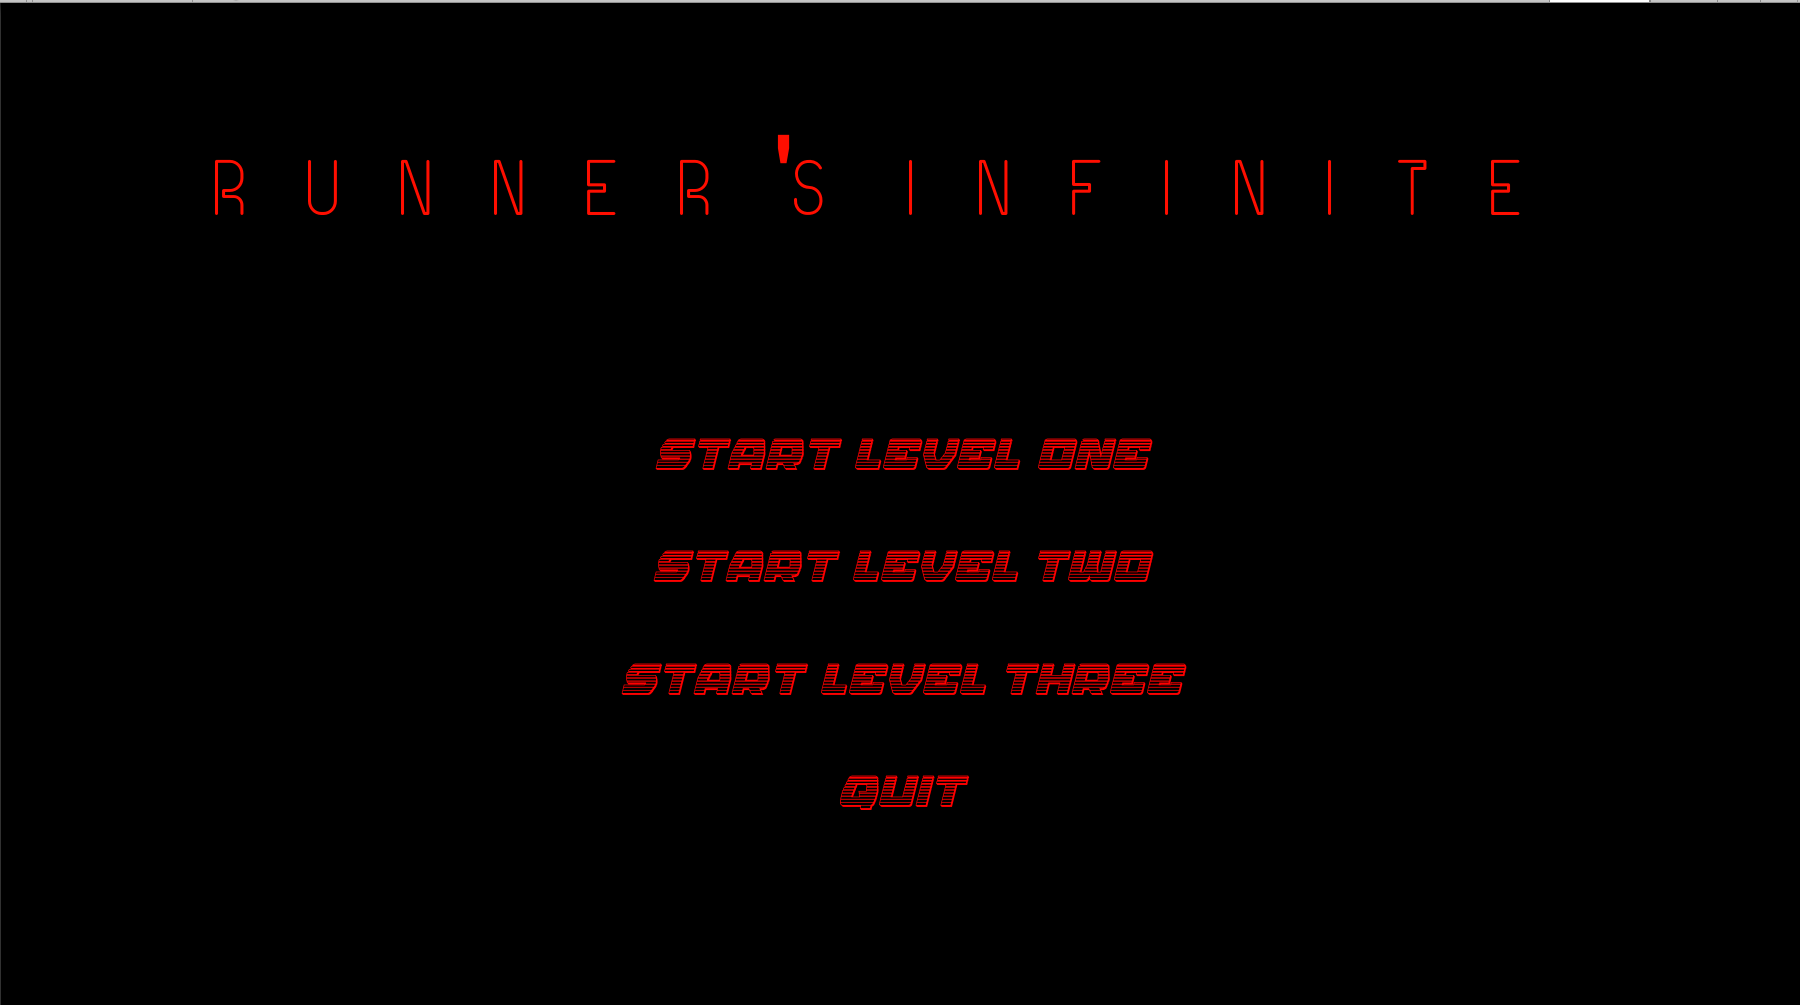 RUNNER'S INFINITE
START LEVEL ONE
START LEVEL TWO
START LEVEL THREE
QUIT